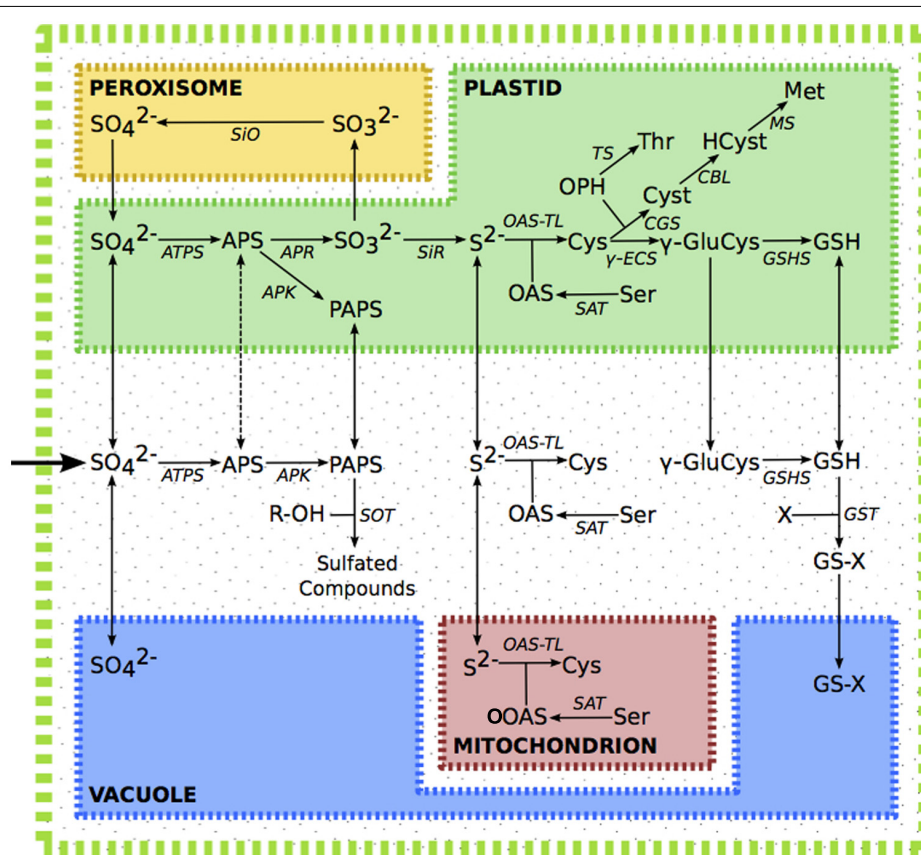 PEROXISOME
SO4 2- SiO SO3 2-
PLASTID
Met
MS
TS Thr HCyst
CBL
OPH Cyst
CGS
SO4 2- ATPS APS APR SO3 2- SiR S2- OAS-TL Cys γ-ECS γ-GluCys GSHS GSH
APK
PAPS
OAS SAT Ser
SO4 2- ATPS APS APK PAPS S2- OAS-TL Cys γ-GluCys GSHS GSH
R-OH SOT OAS SAT Ser X GST
Sulfated
Compounds
GS-X
SO4 2- S2- OAS-TL Cys GS-X
OOAS SAT Ser
MITOCHONDRION
VACUOLE